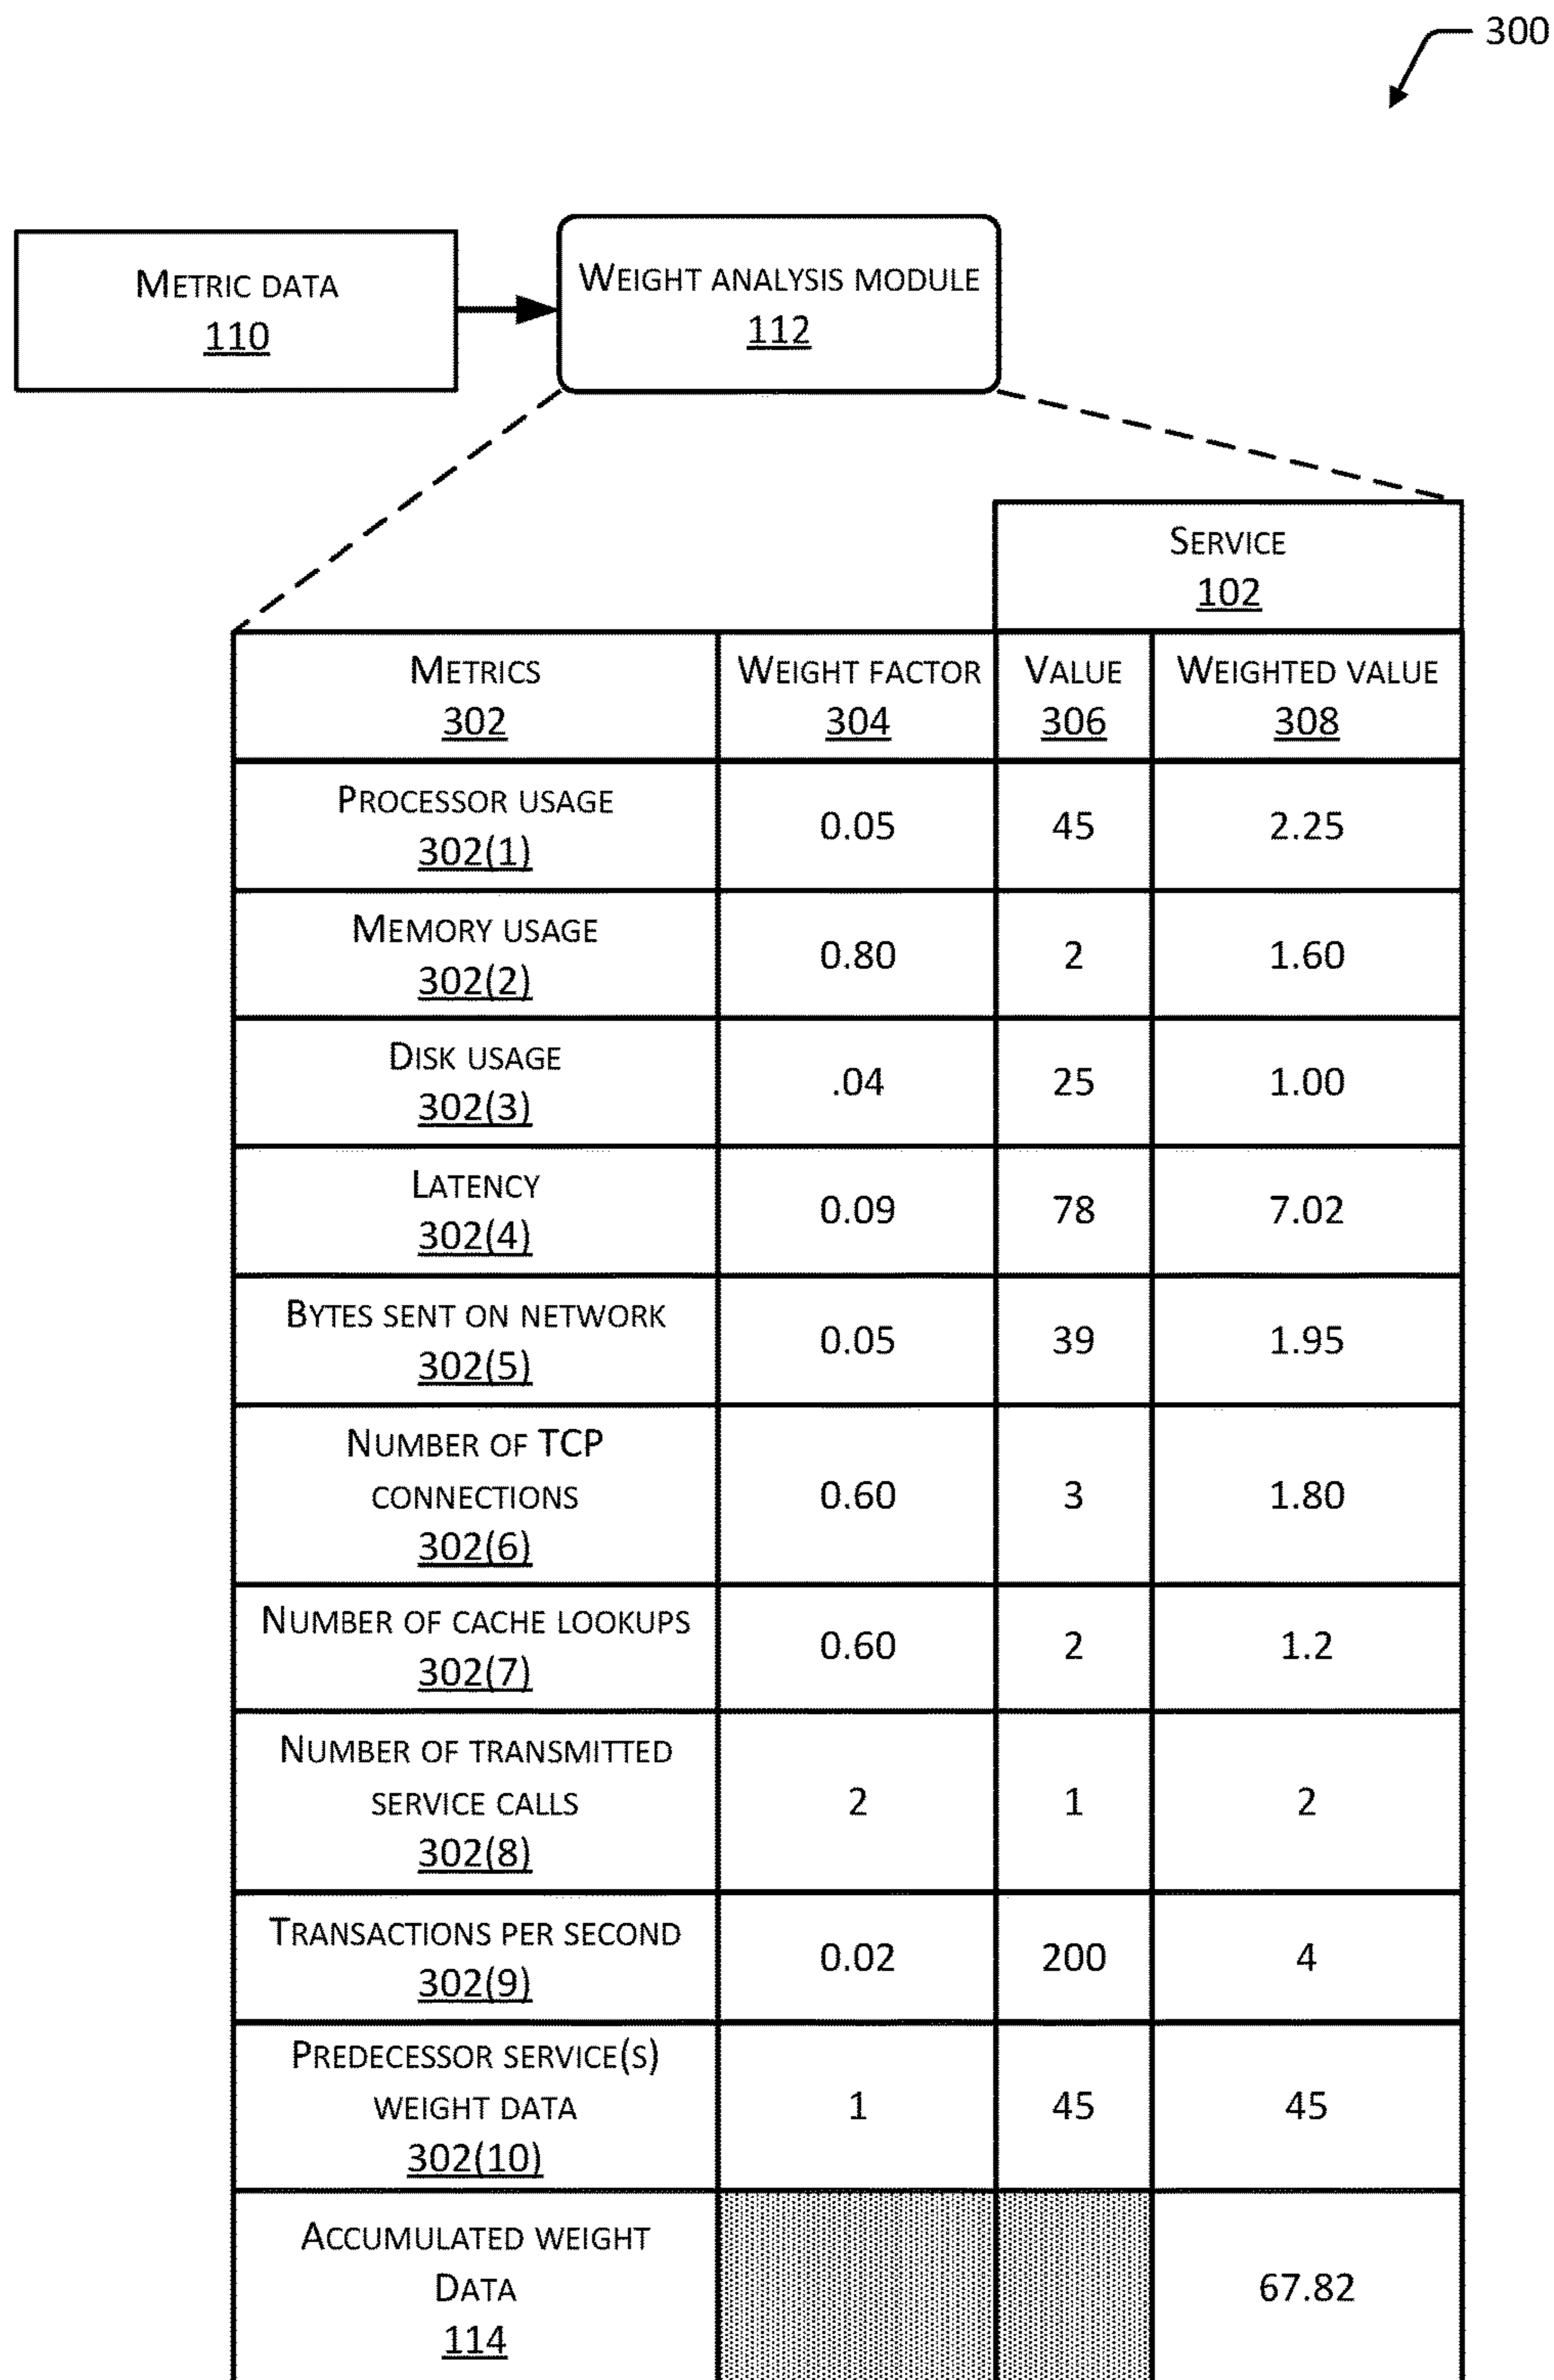 300
METRIC DATA
110
WEIGHT ANALYSIS MODULE
112
SERVICE
102
METRICS
302
WEIGHT FACTOR
304
VALUE
306
WEIGHTED VALUE
308
PROCESSOR USAGE
302(1)
0.05
45
2.25
MEMORY USAGE
302(2)
0.80
2
1.60
DISK USAGE
302(3)
.04
25
1.00
LATENCY
302(4)
0.09
78
7.02
BYTES SENT ON NETWORK
302(5)
0.05
39
1.95
NUMBER OF TCP
CONNECTIONS
302(6)
0.60
3
1.80
NUMBER OF CACHE LOOKUPS
302(7)
0.60
2
1.2
NUMBER OF TRANSMITTED
SERVICE CALLS
302(8)
2
1
2
TRANSACTIONS PER SECOND
302(9)
0.02
200
4
PREDECESSOR SERVICE(S)
WEIGHT DATA
302(10)
1
45
45
ACCUMULATED WEIGHT
DATA
114
67.82